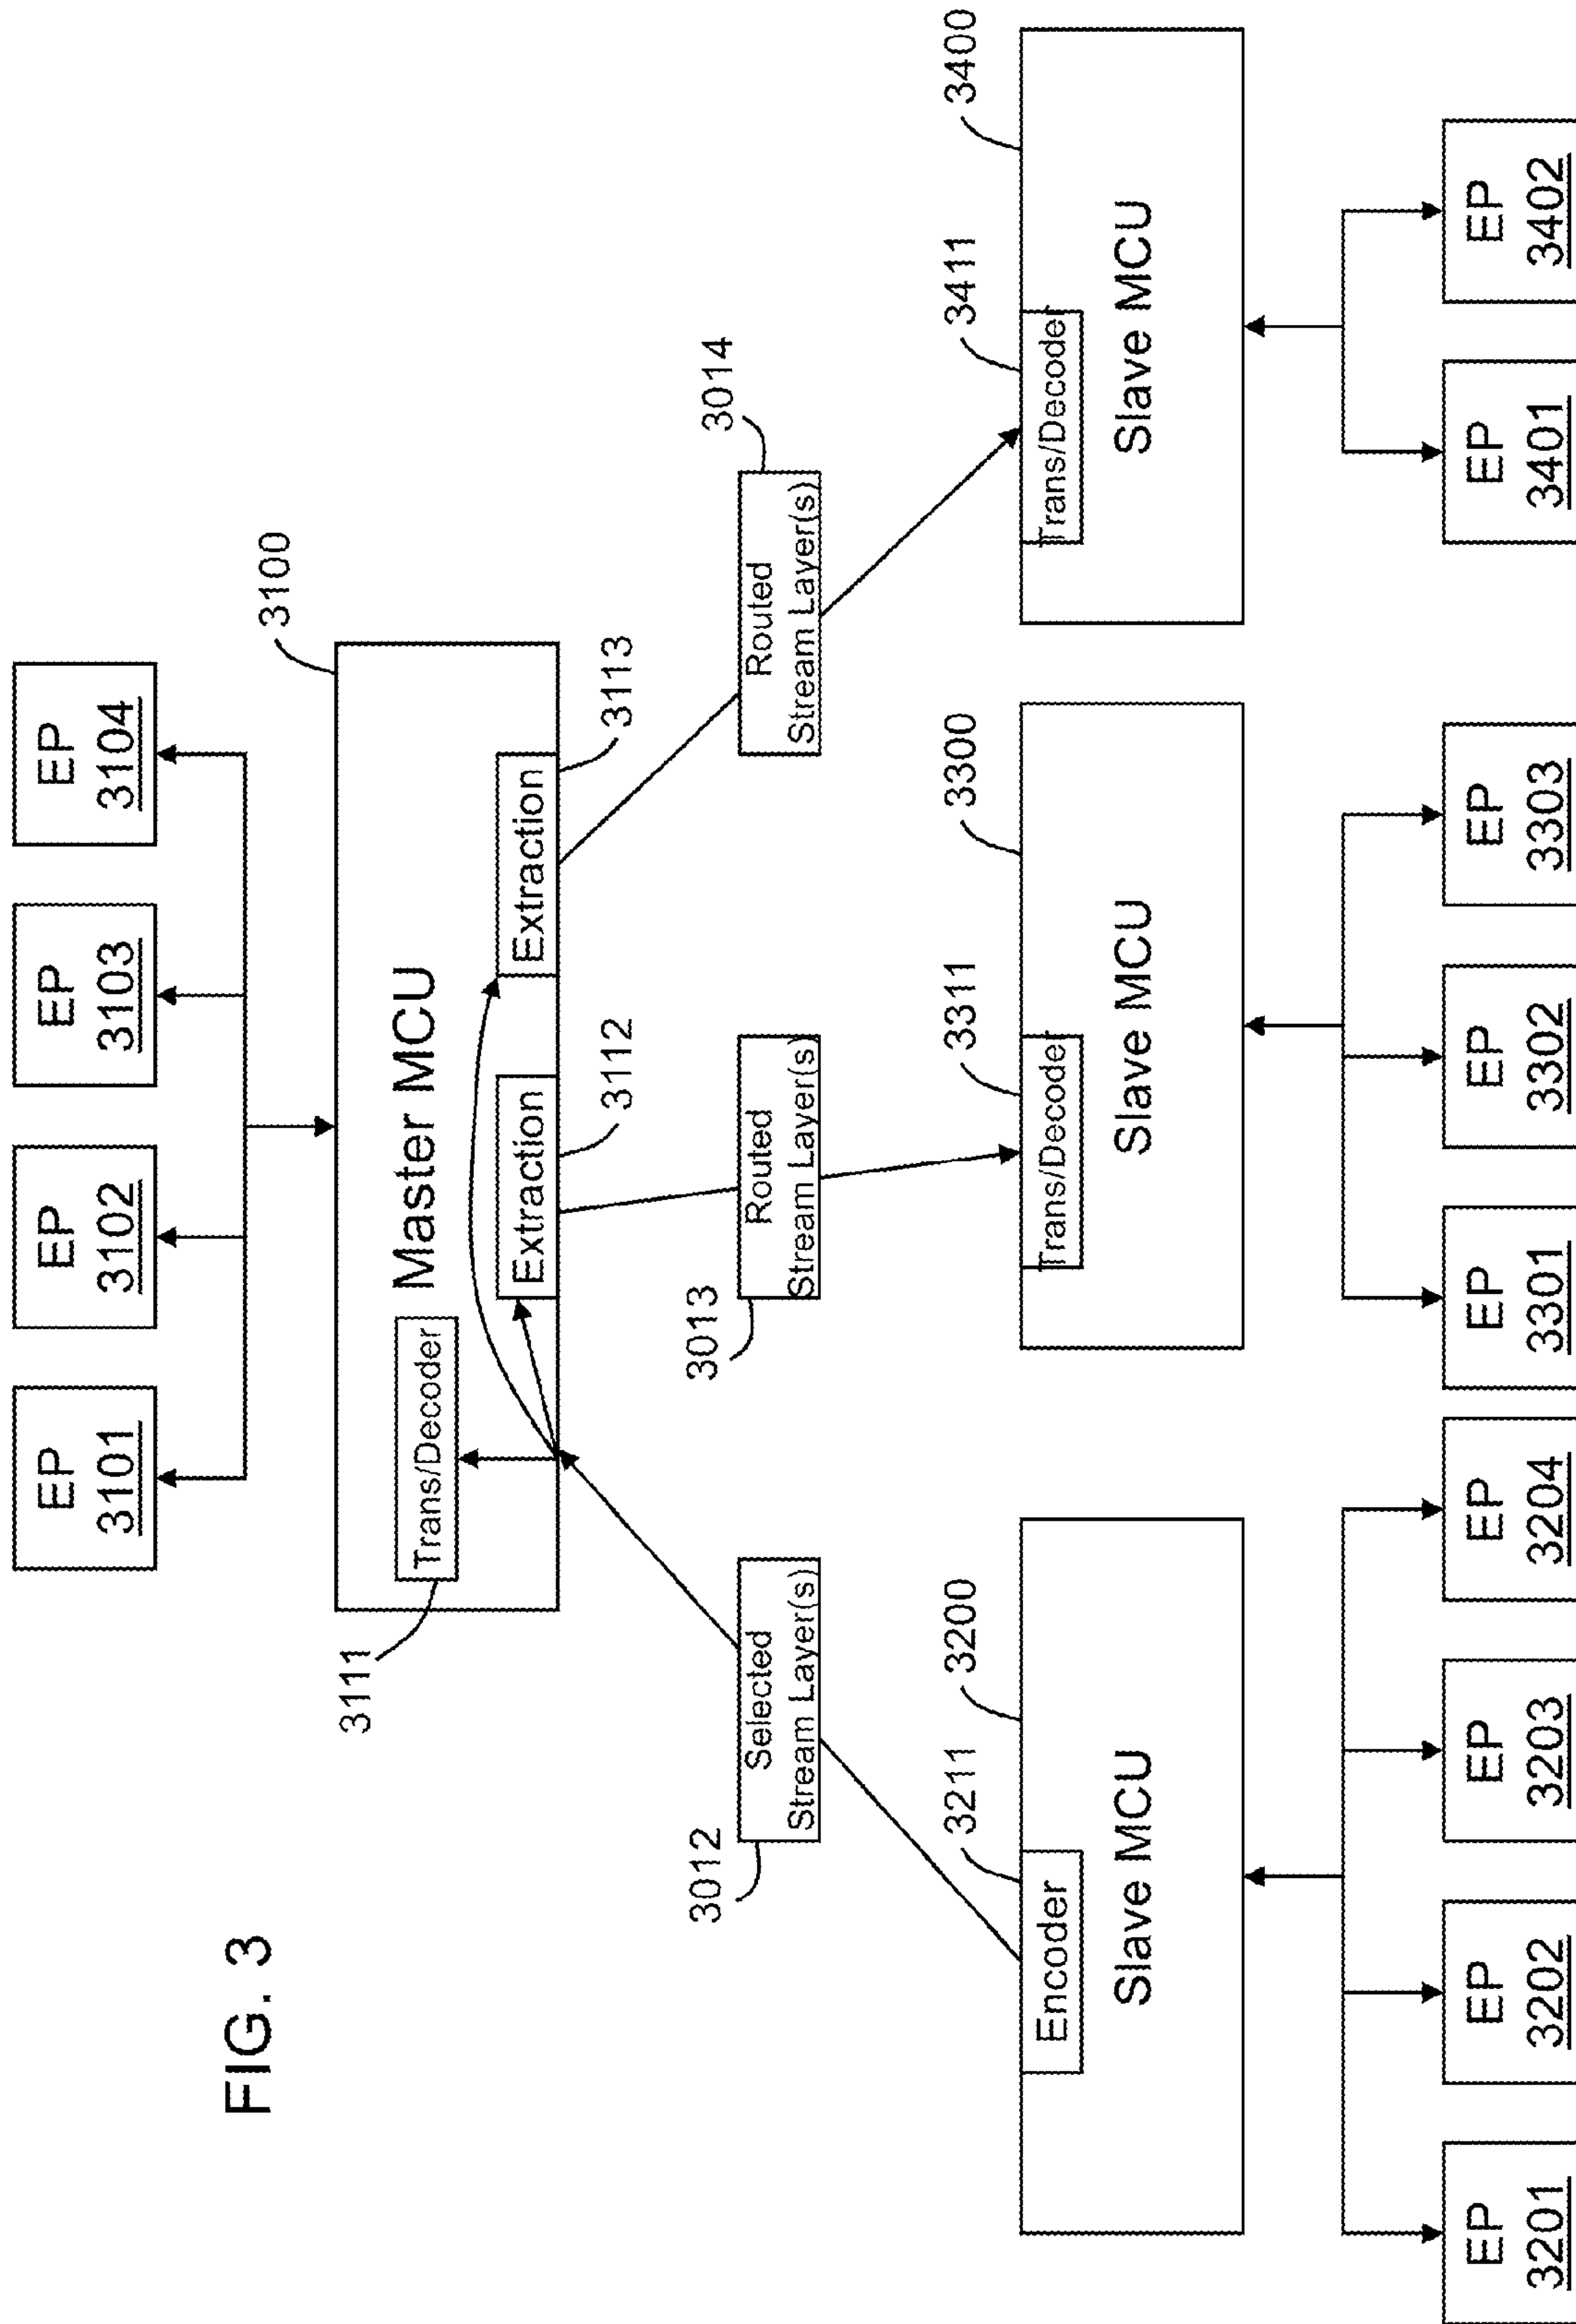 FIG. 3
EP
3101
EP
3102
EP
3103
EP
3104
3100
Master MCU
3111
Trans/Decoder
Extraction
3112
Extraction
3113
3012
Selected
Stream Layer(s)
3013
Routed
Stream Layer(s)
3014
Routed
Stream Layer(s)
3211
3200
Encoder
Slave MCU
3311
3300
Trans/Decoder
Slave MCU
3411
3400
Trans/Decoder
Slave MCU
EP
3201
EP
3202
EP
3203
EP
3204
EP
3301
EP
3302
EP
3303
EP
3401
EP
3402